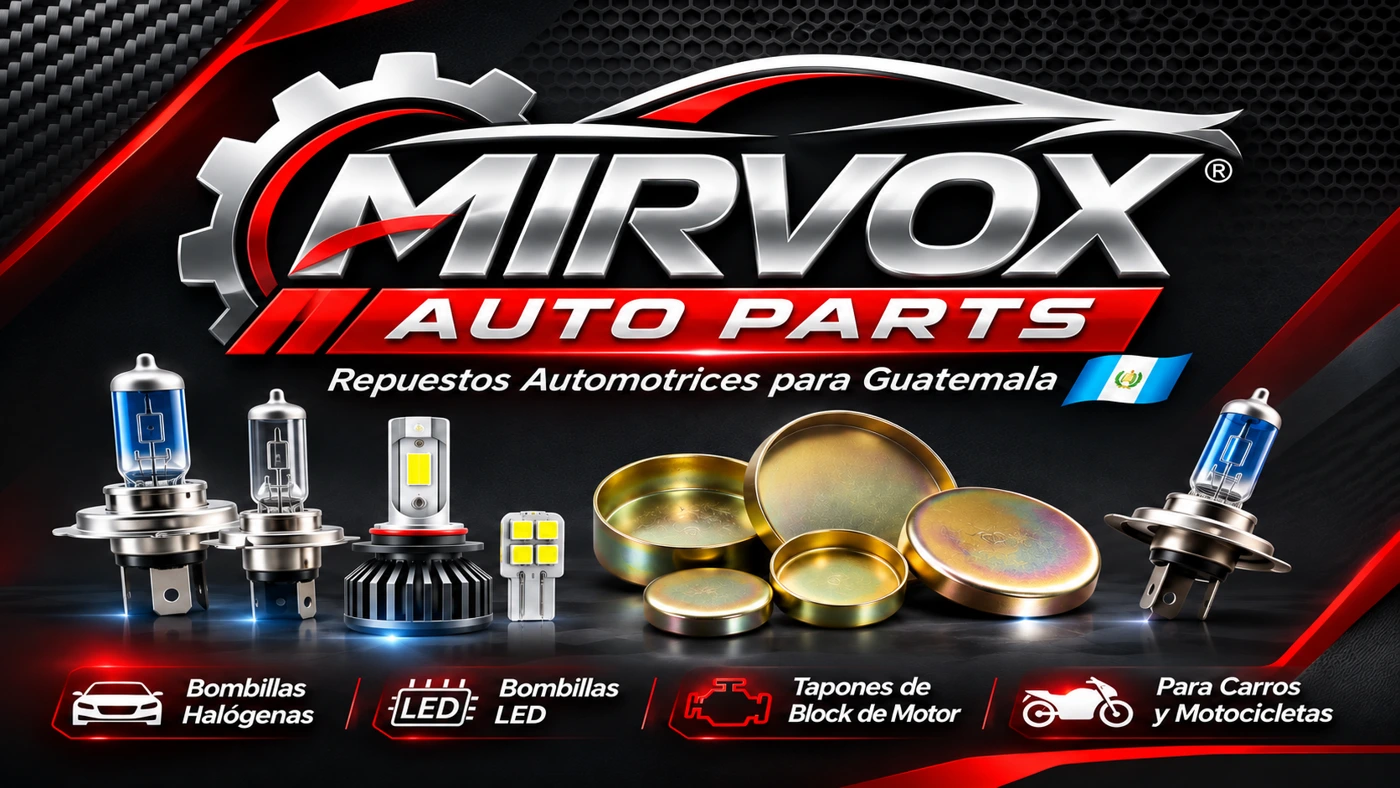 MIRVOX®
AUTO PARTS
Repuestos Automotrices para Guatemala
Bombillas
Halógenas
LED
Bombillas
LED
Tapones de
Block de Motor
Para Carros
y Motocicletas